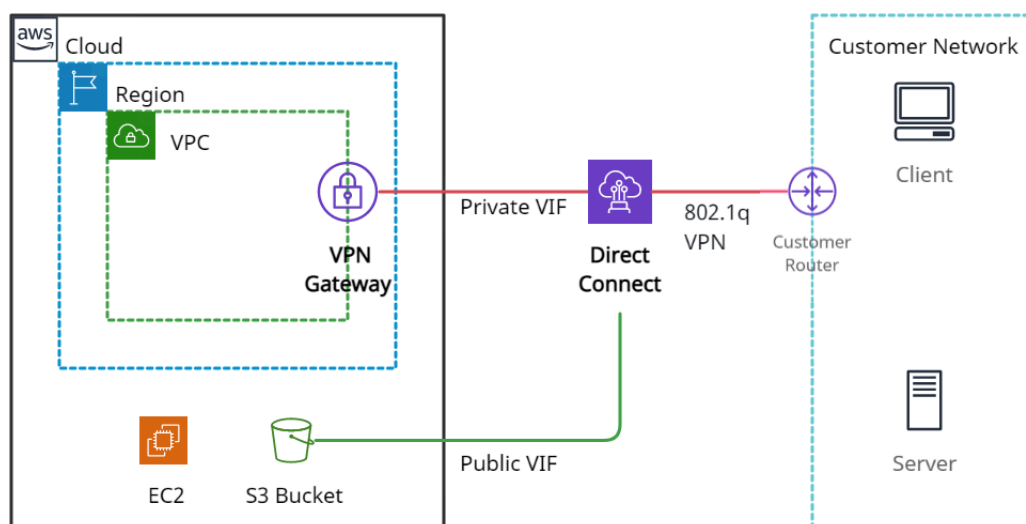 aws
Cloud
Customer Network
Region
VPC
Client
Private VIF
802.1q
VPN
Customer
Router
VPN
Gateway
Direct
Connect
Public VIF
Server
EC2
S3 Bucket